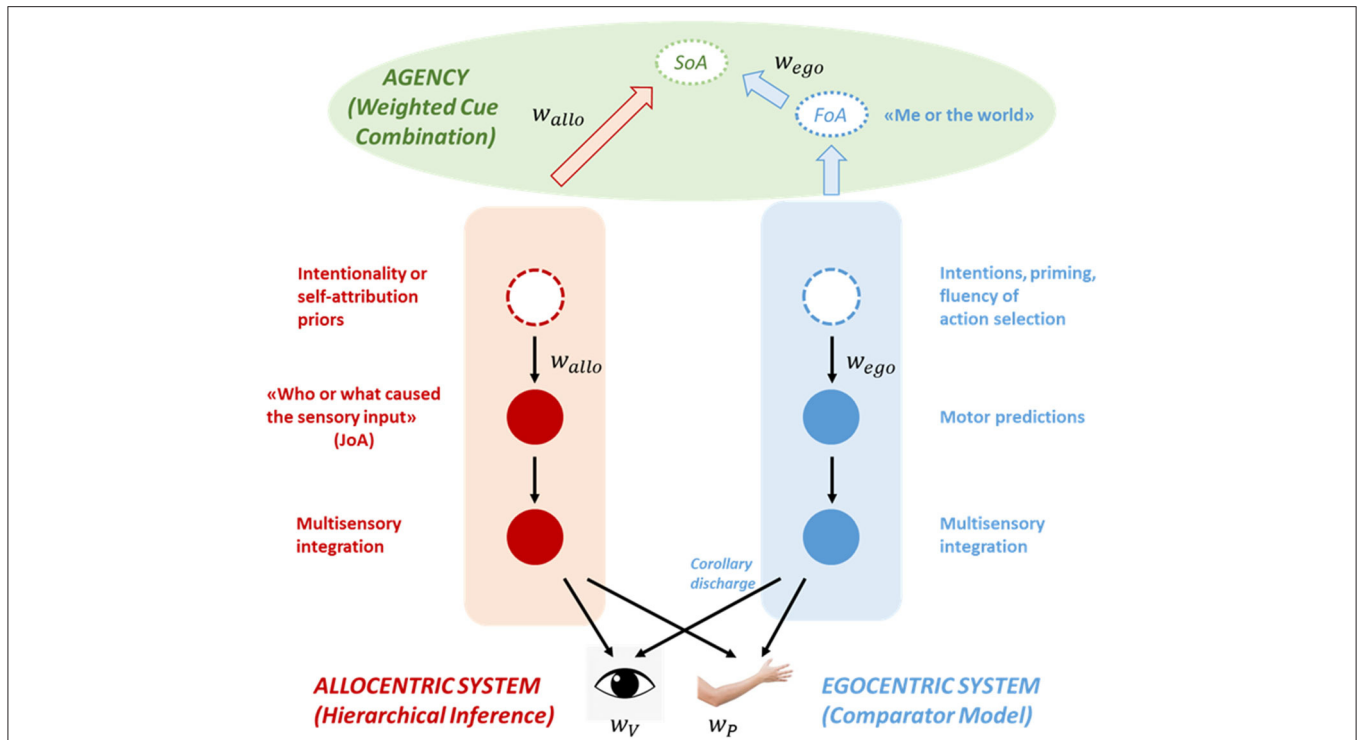 SoA
w_ego
AGENCY
(Weighted Cue
Combination)
w_allo
FoA
«Me or the world»
Intentionality or
self-attribution
priors
Intentions, priming,
fluency of
action selection
w_allo
w_ego
«Who or what caused
the sensory input»
(JoA)
Motor predictions
Multisensory
integration
Multisensory
integration
Corollary
discharge
ALLOCENTRIC SYSTEM
(Hierarchical Inference)
w_V
w_P
EGOCENTRIC SYSTEM
(Comparator Model)